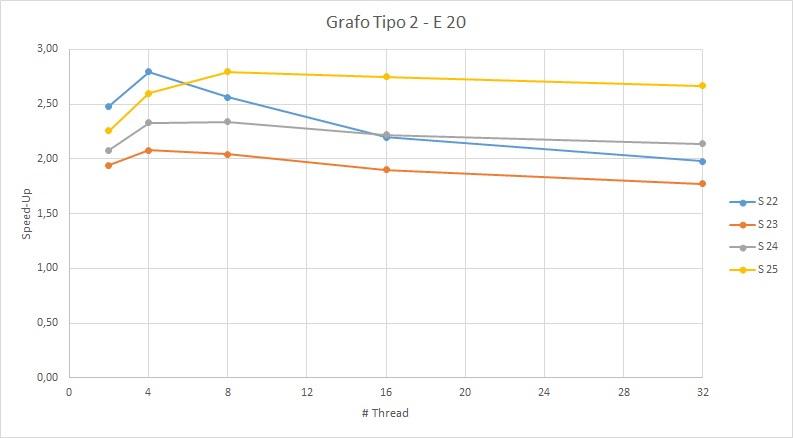 Grafo Tipo 2 - E 20
3,00
2,50
2,00
1,50
1,00
0,50
0,00
Speed-Up
0 4 8 12 16 20 24 28 32
# Thread
S 22
S 23
S 24
S 25